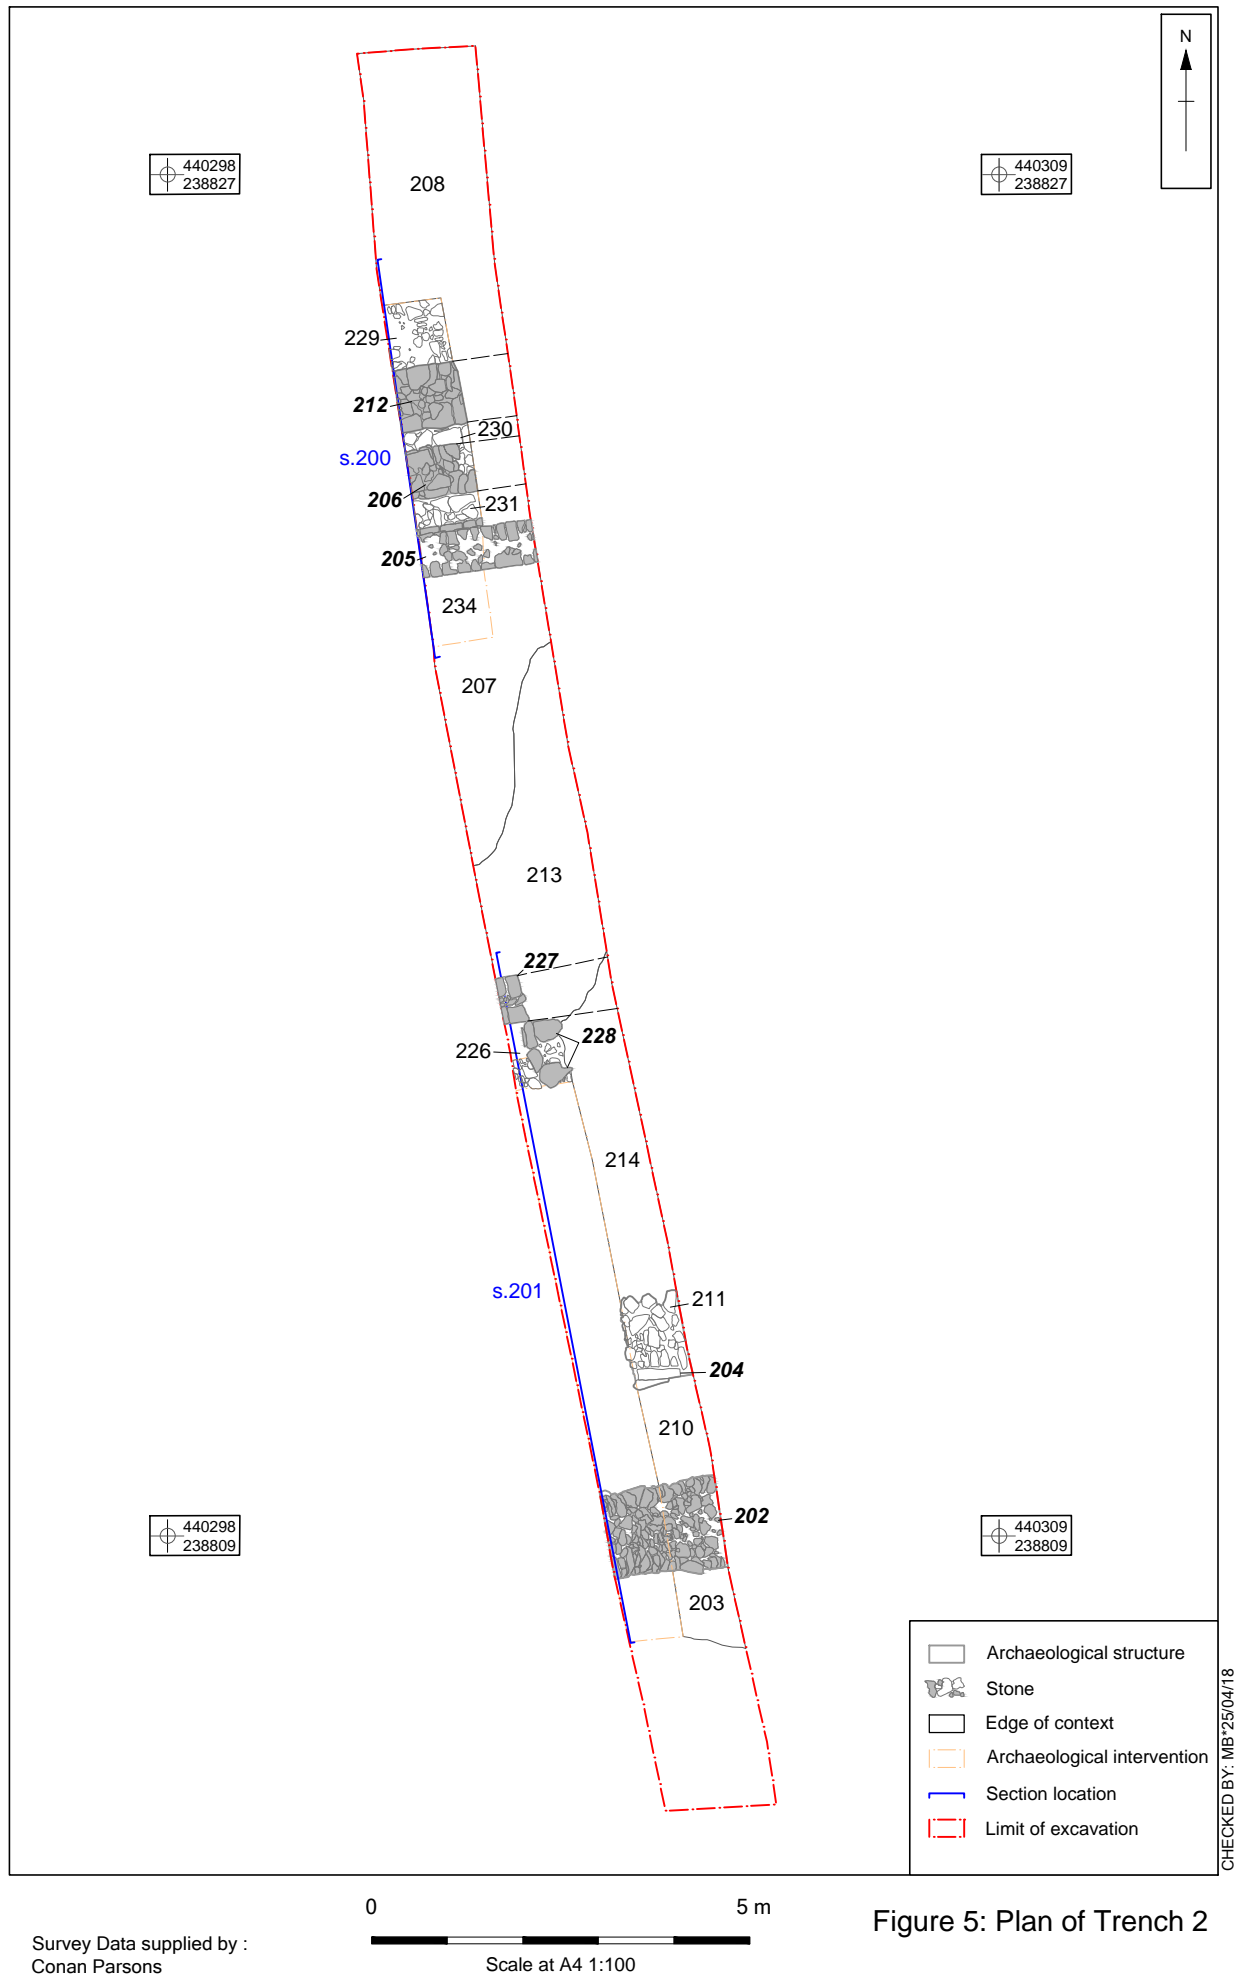 N
440298
238827
440309
238827
208
229
212
230
s.200
206
231
205
234
207
213
227
228
226
214
s.201
211
204
210
202
440298
238809
440309
238809
203
Archaeological structure
Stone
Edge of context
Archaeological intervention
Section location
Limit of excavation
CHECKED BY: MB*25/04/18
0 5 m
Scale at A4 1:100
Figure 5: Plan of Trench 2
Survey Data supplied by :
Conan Parsons